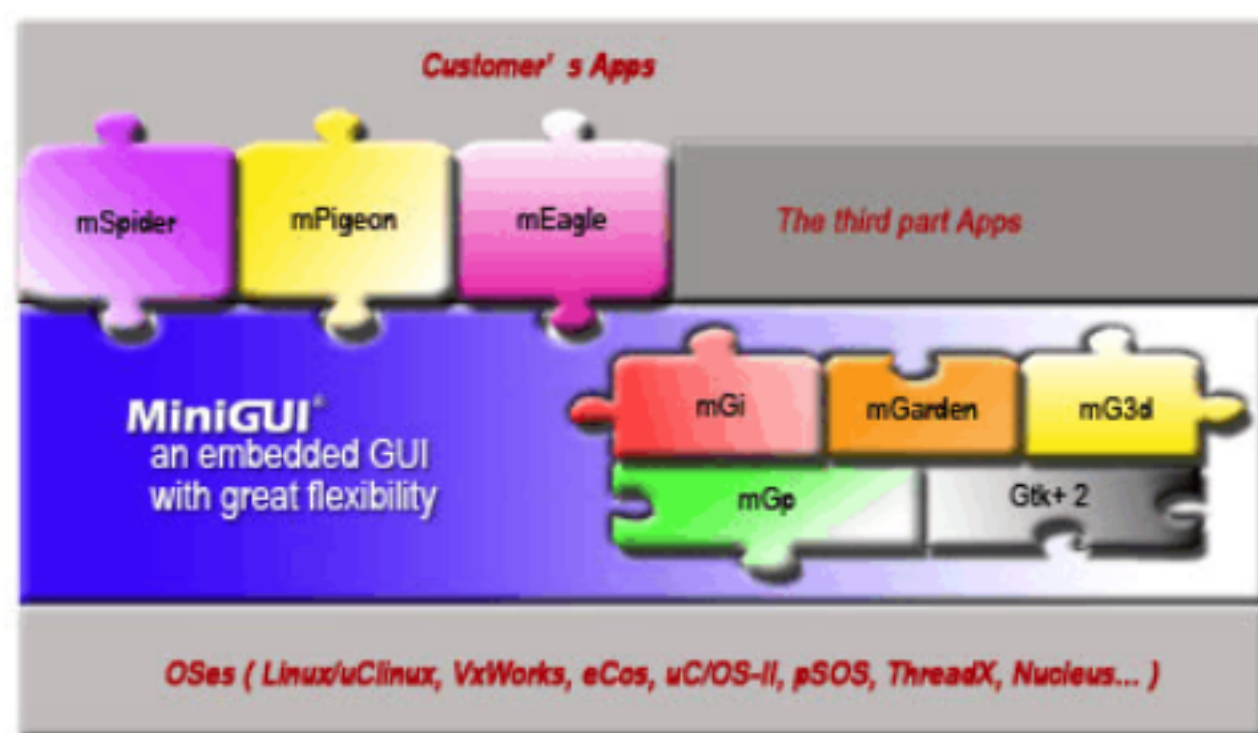 Customer’ s Apps
mSpider
mPigeon
mEagle
The third part Apps
MiniGUI®
an embedded GUI
with great flexibility
mGi
mGarden
mG3d
mGp
Gtk+ 2
OSes ( Linux/uClinux, VxWorks, eCos, uC/OS-II, pSOS, ThreadX, Nucleus... )